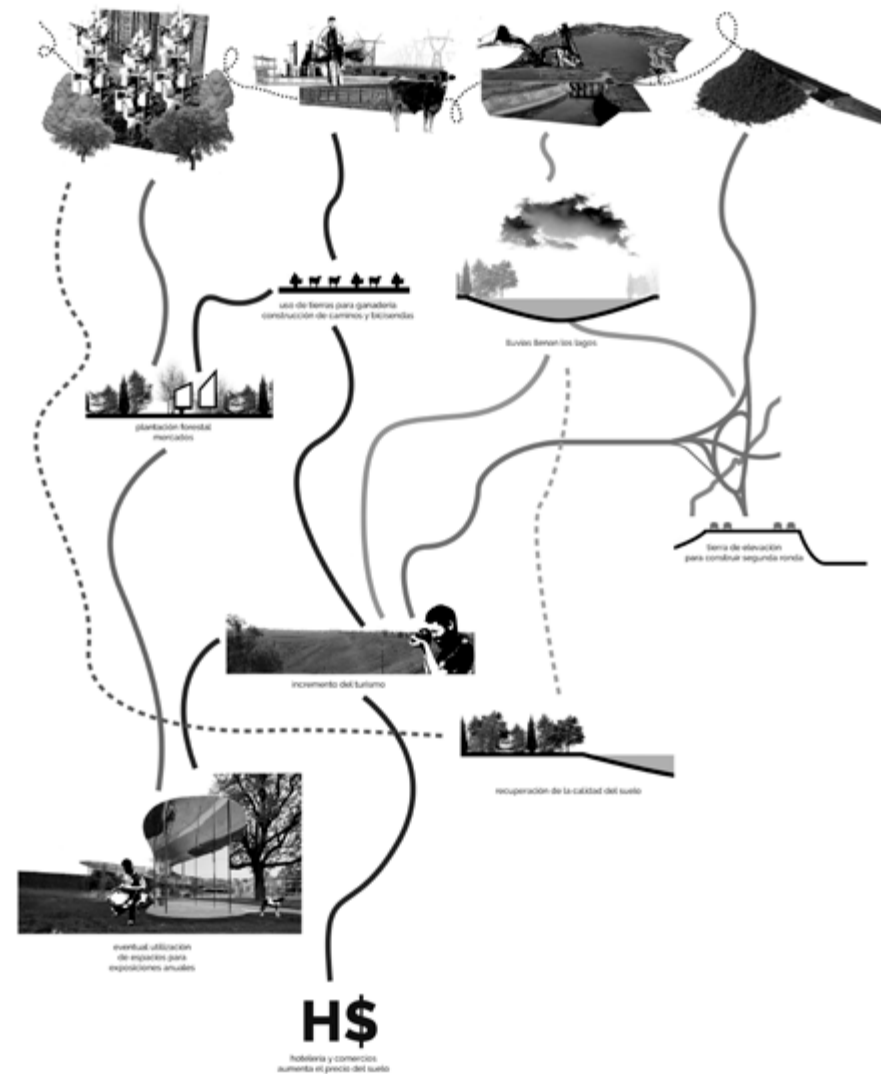 uso de tierras para ganadería
construcción de caminos y bicisendas
lluvias llenan los lagos
plantación forestal
mercados
tierra de elevación
para construir segunda ronda
incremento del turismo
recuperación de la calidad del suelo
eventual utilización
de espacios para
exposiciones anuales
H$
hotelería y comercios
aumenta el precio del suelo